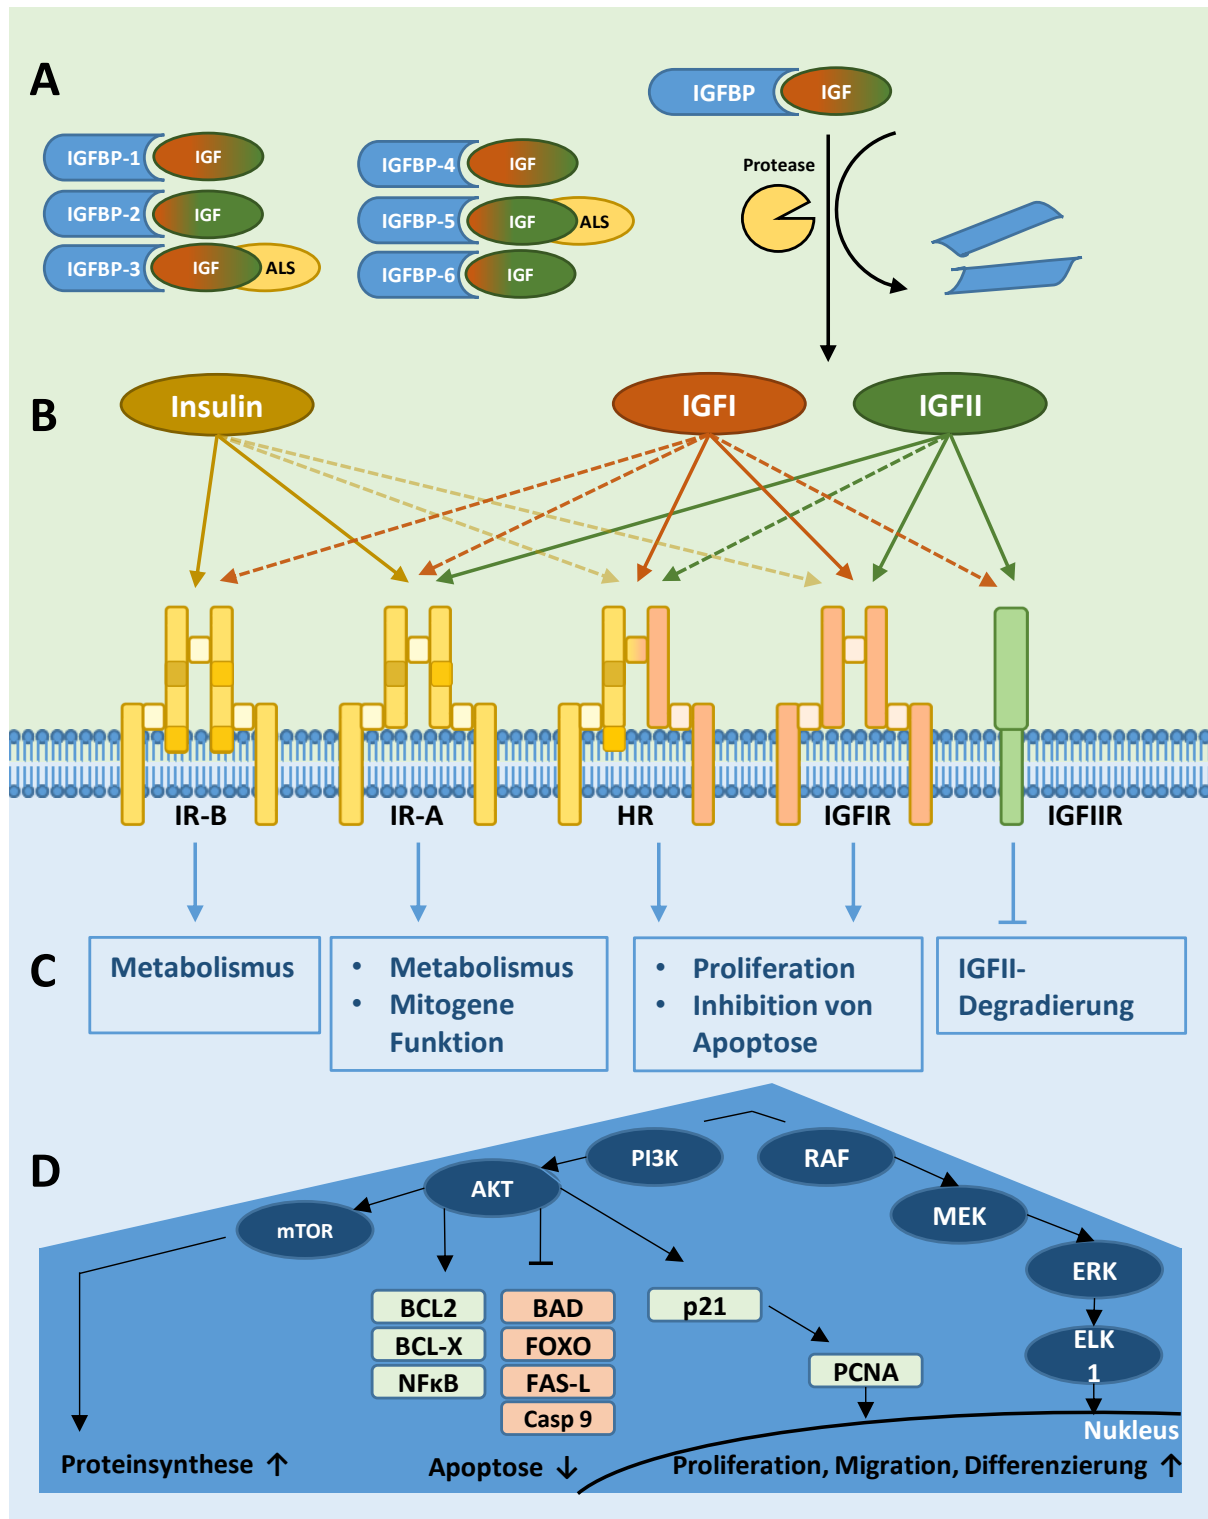 A
IGFBP
IGF
IGFBP-1
IGF
IGFBP-4
IGF
Protease
IGFBP-2
IGF
IGFBP-5
IGF
ALS
IGFBP-3
IGF
ALS
IGFBP-6
IGF
B
Insulin
IGFI
IGFII
IR-B
IR-A
HR
IGFIR
IGFIIR
C
Metabolismus
• Metabolismus
• Mitogene
Funktion
• Proliferation
• Inhibition von
Apoptose
IGFII-
Degradierung
D
PI3K
RAF
AKT
MEK
mTOR
ERK
BCL2
BAD
p21
BCL-X
FOXO
ELK
1
NFκB
FAS-L
PCNA
Casp 9
Nukleus
Proteinsynthese ↑
Apoptose ↓
Proliferation, Migration, Differenzierung ↑